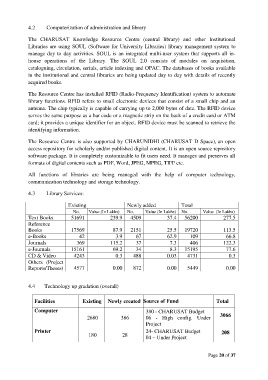 4.2 Computerization of administration and library
The CHARUSAT Knowledge Resource Centre (central library) and other Institutional
Libraries are using SOUL (Software for University Libraries) library management system to
manage day to day activities. SOUL is an integrated multi-user system that supports all in-
house operations of the Library. The SOUL 2.0 consists of modules on acquisition,
cataloguing, circulation, serials, article indexing and OPAC. The databases of books available
in the institutional and central libraries are being updated day to day with details of recently
acquired books.
The Resource Centre has installed RFID (Radio-Frequency Identification) system to automate
library functions. RFID refers to small electronic devices that consist of a small chip and an
antenna. The chip typically is capable of carrying up to 2,000 bytes of data. The RFID device
serves the same purpose as a bar code or a magnetic strip on the back of a credit card or ATM
card; it provides a unique identifier for an object. RFID device must be scanned to retrieve the
identifying information.
The Resource Centre is also supported by CHARUNIDHI (CHARUSAT D Space), an open
access repository for scholarly and/or published digital content. It is an open source repository
software package. It is completely customizable to fit users need. It manages and preserves all
formats of digital contents such as PDF, Word, JPEG, MPEG, TIFF etc.
All functions of libraries are being managed with the help of computer technology,
communication technology and storage technology.
4.3 Library Services:
Existing Newly added Total
No. Value (In Lakhs) No. Value (In Lakhs) No. Value (In Lakhs)
Text Books 51691 239.9 4509 37.4 56200 277.3
Reference
Books 17569 87.9 2151 25.5 19720 113.5
e-Books 42 3.9 67 62.9 109 66.8
Journals 369 115.2 37 7.3 406 122.3
e-Journals 15161 69.2 34 8.3 15195 77.6
CD & Video 4243 0.3 488 0.03 4731 0.3
Others (Project
Reports/Theses) 4577 0.00 872 0.00 5449 0.00
4.4 Technology up gradation (overall)
Facilities Existing Newly created Source of Fund Total
Computer 2680 386 380 - CHARUSAT Budget
06 - High config. Under
Project 3066
Printer 180 28 24- CHARUSAT Budget
04 – Under Project 208
Page 20 of 37